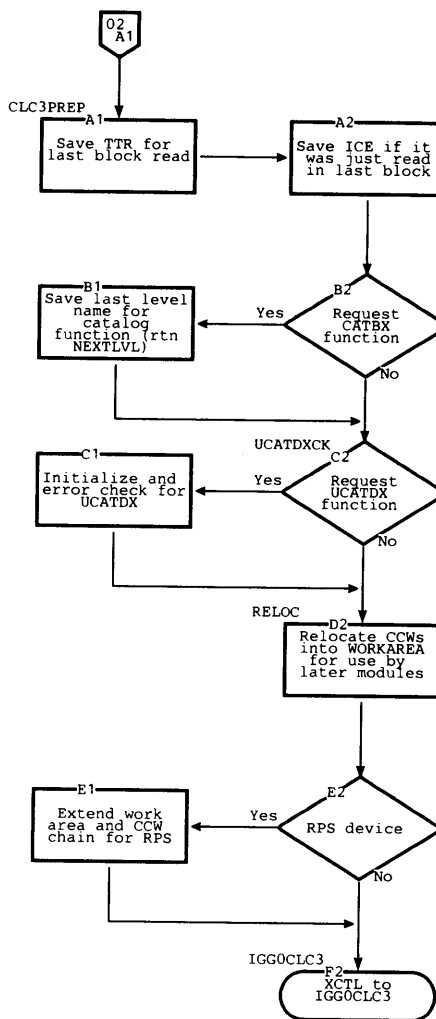 02
A1
CLC3PREP
A1
Save TTR for
last block read
A2
Save ICE if it
was just read
in last block
B1
Save last level
name for
catalog
function (rtn
NEXTLVL)
Yes
B2
Request
CATBX
function
No
UCATDXCK
C1
Initialize and
error check for
UCATDX
Yes
C2
Request
UCATDX
function
No
RELOC
D2
Relocate CCWs
into WORKAREA
for use by
later modules
E1
Extend work
area and CCW
chain for RPS
Yes
E2
RPS device
No
IGG0CLC3
F2
XCTL to
IGG0CLC3